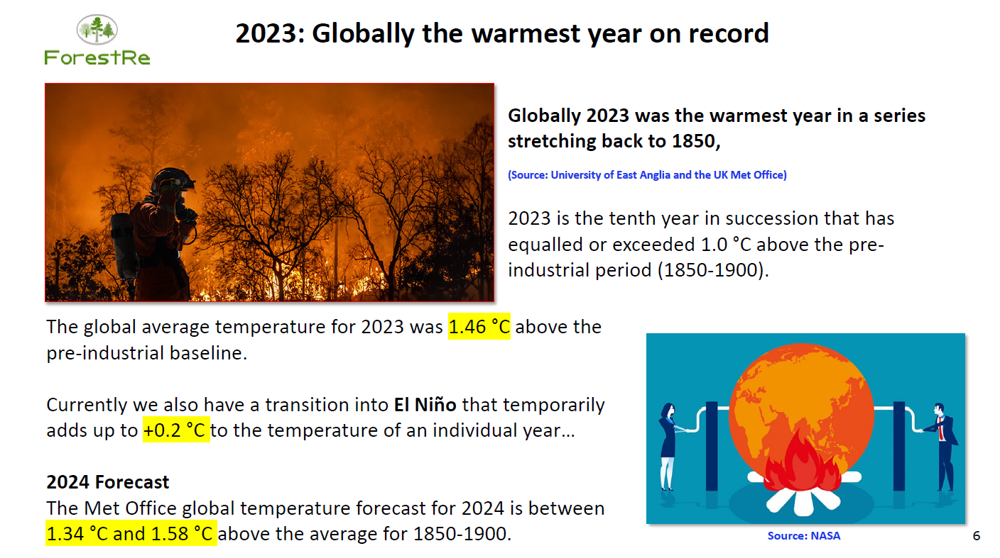 ForestRe
2023: Globally the warmest year on record
Globally 2023 was the warmest year in a series
stretching back to 1850,
(Source: University of East Anglia and the UK Met Office)
2023 is the tenth year in succession that has
equalled or exceeded 1.0 °C above the pre-
industrial period (1850-1900).
The global average temperature for 2023 was 1.46 °C above the
pre-industrial baseline.
Currently we also have a transition into El Niño that temporarily
adds up to +0.2 °C to the temperature of an individual year…
2024 Forecast
The Met Office global temperature forecast for 2024 is between
1.34 °C and 1.58 °C above the average for 1850-1900.
Source: NASA
6